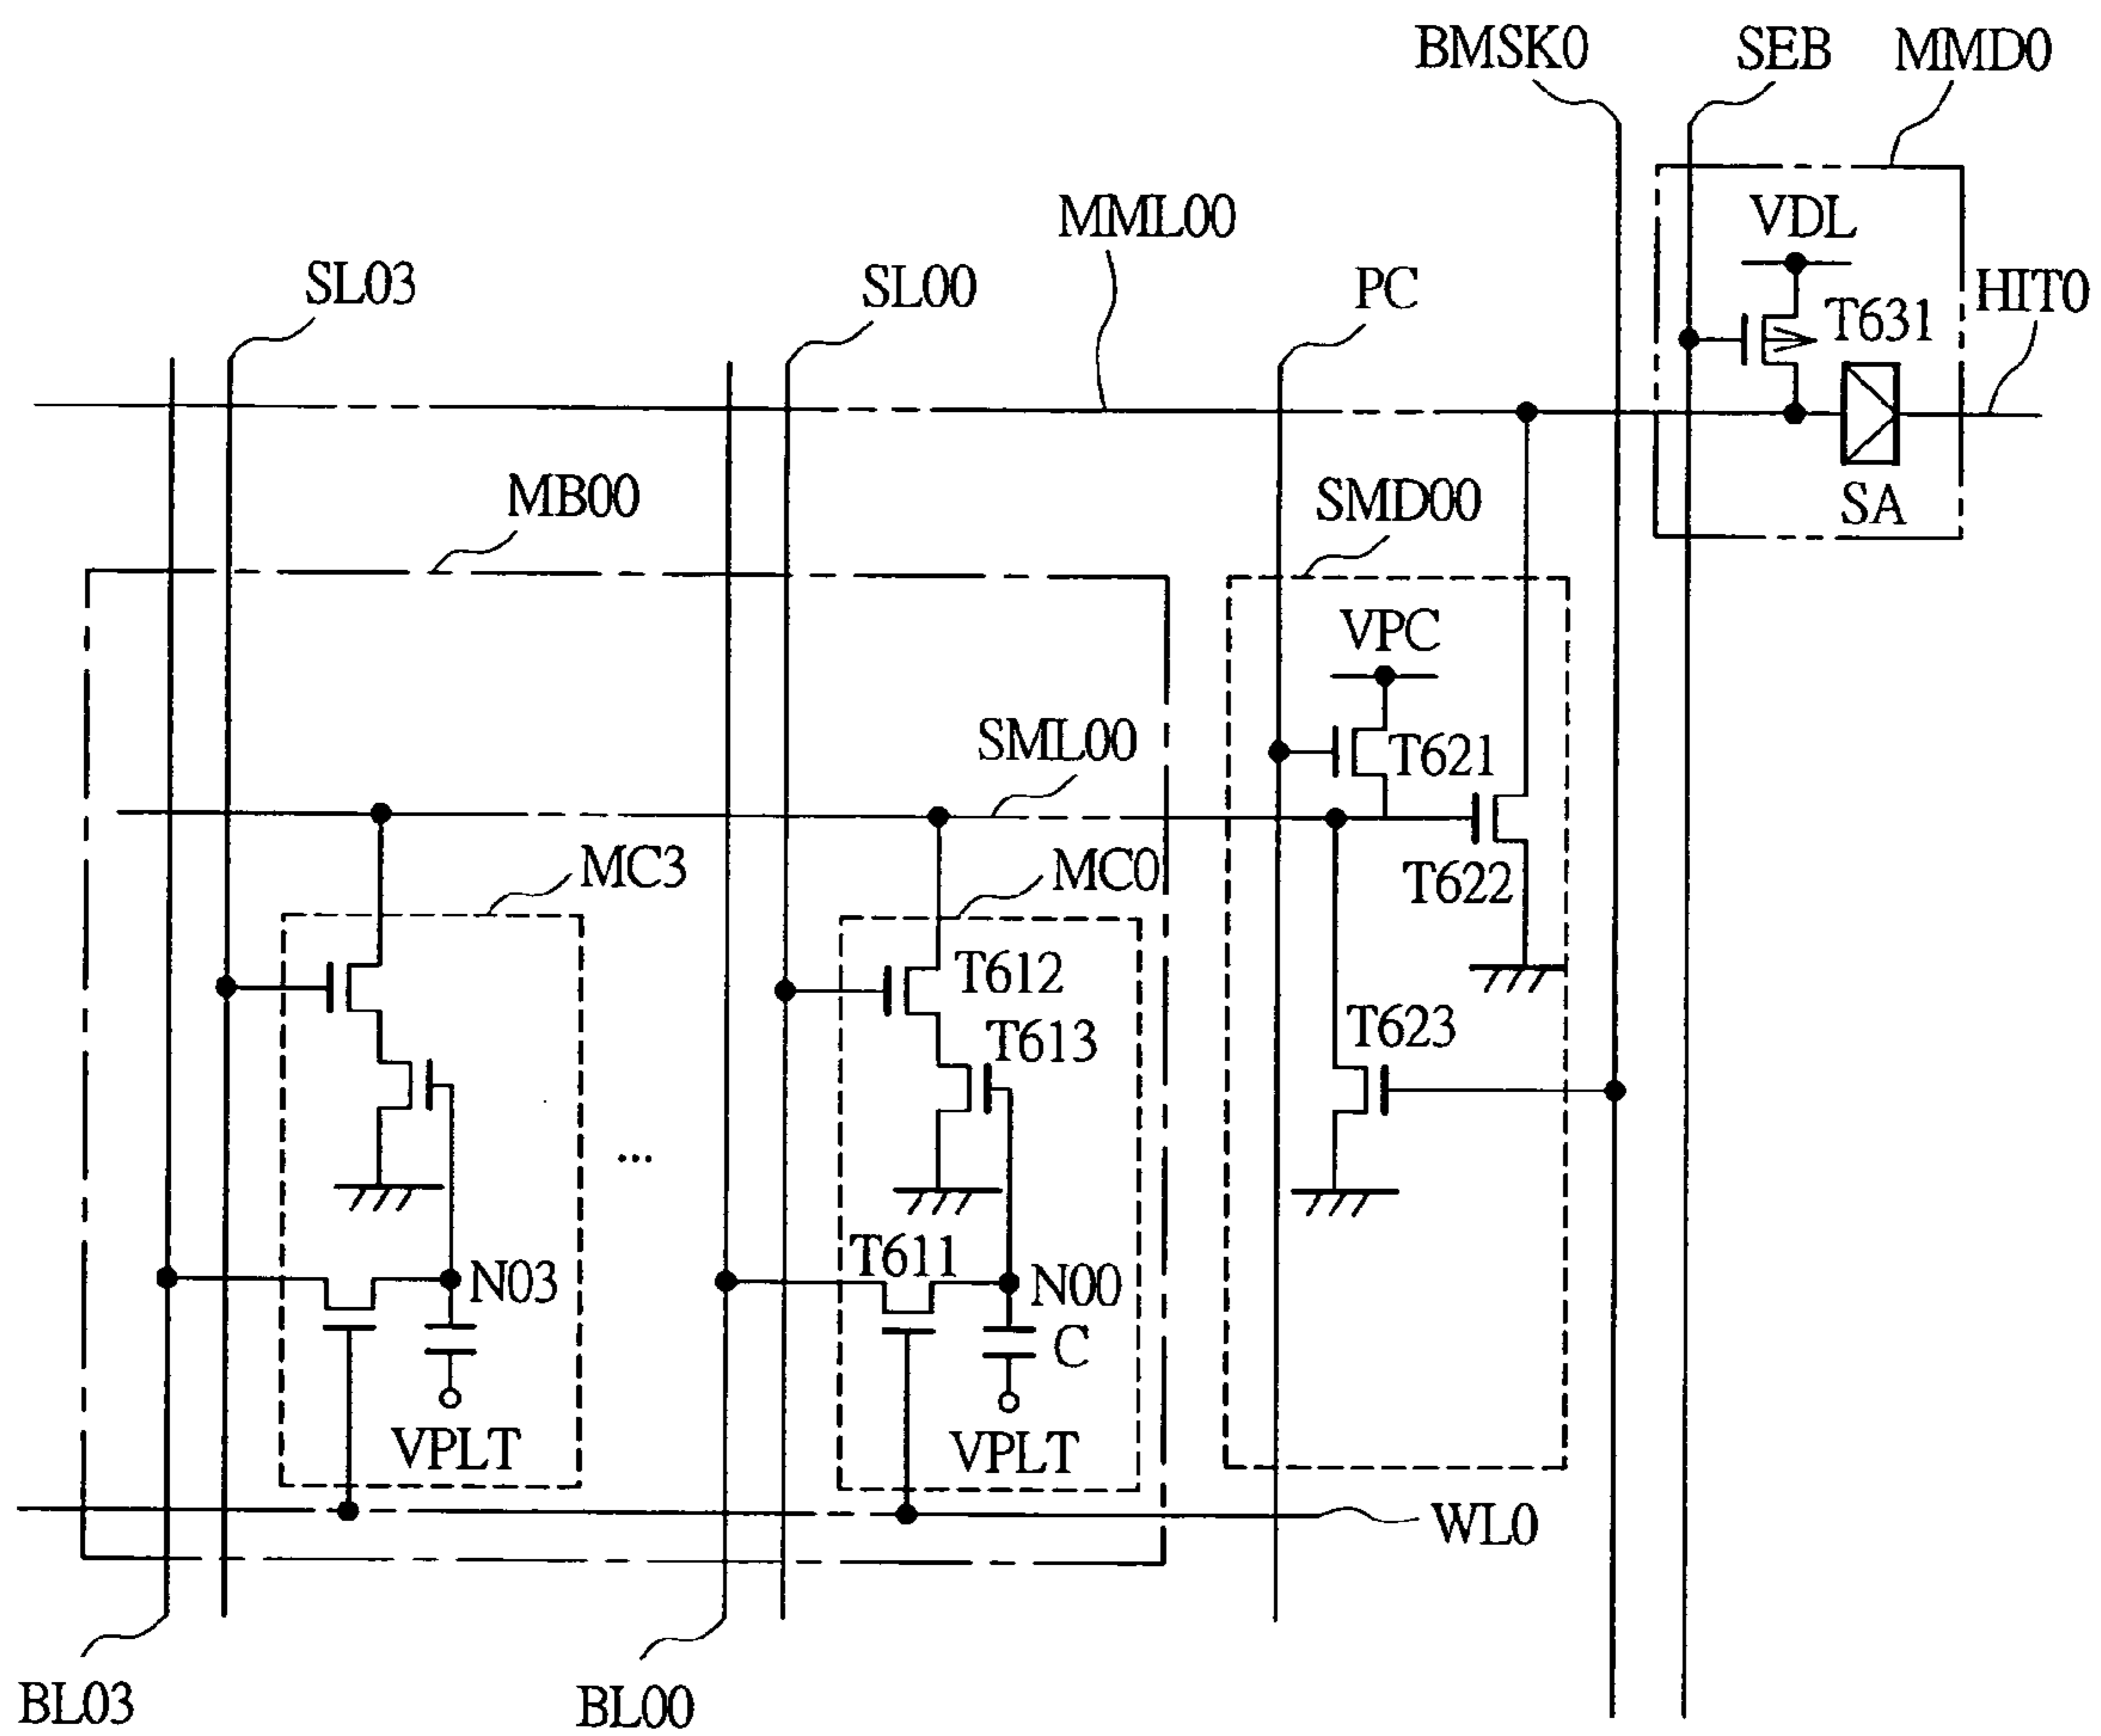 BMSK0
SEB
MMD0
MML00
VDL
SL03
SL00
PC
HIT0
T631
MB00
SMD00
SA
VPC
SML00
T621
MC3
MC0
T622
T612
T623
T613
...
T611
N03
N00
C
VPLT
VPLT
WL0
BL03
BL00